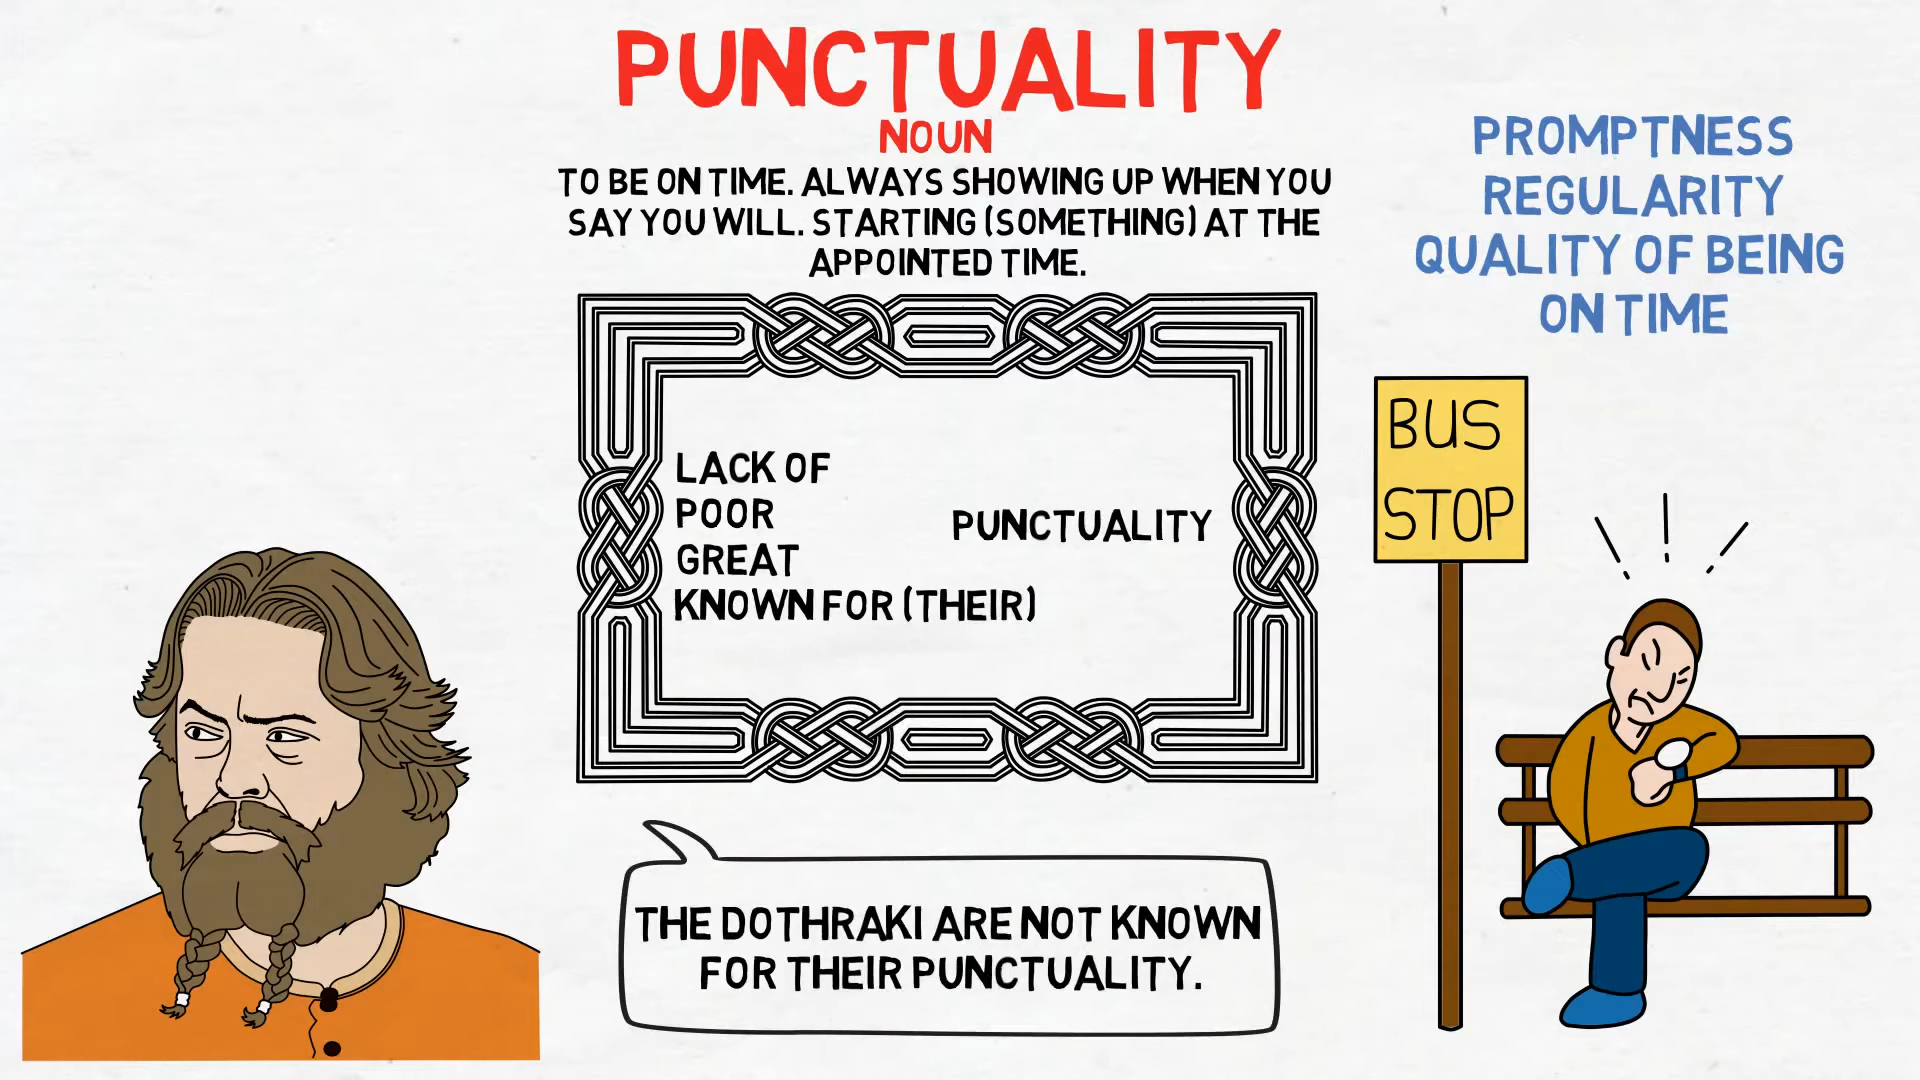 PUNCTUALITY
NOUN
TO BE ON TIME. ALWAYS SHOWING UP WHEN YOU
SAY YOU WILL. STARTING (SOMETHING) AT THE
APPOINTED TIME.
PROMPTNESS
REGULARITY
QUALITY OF BEING
ON TIME
LACK OF
POOR
GREAT
KNOWN FOR (THEIR)
PUNCTUALITY
BUS
STOP
THE DOTHRAKI ARE NOT KNOWN
FOR THEIR PUNCTUALITY.